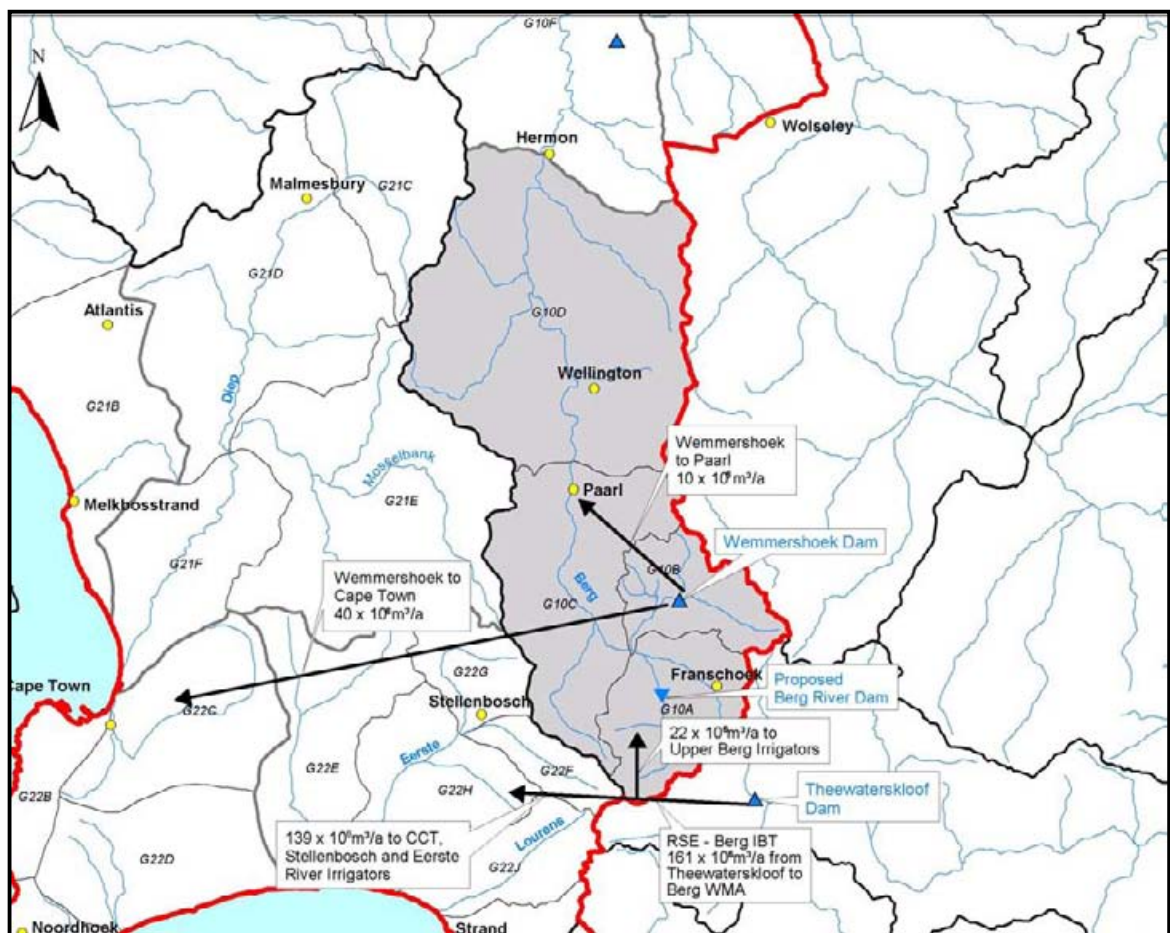 G10F
N
Wolseley
Hermon
Malmesbury
G21C
G21D
Atlantis
G10D
Diep
Wellington
G21B
Wemmershoek
to Paarl
10 x 10⁶m³/a
Mosselbank
Paarl
G21E
Melkbosstrand
Wemmershoek Dam
G21F
G10B
Wemmershoek to
Cape Town
40 x 10⁶m³/a
Berg
G10C
G22G
Franschoek
Proposed
Berg River Dam
Cape Town
G22C
Stellenbosch
G10A
22 x 10⁶m³/a to
Upper Berg Irrigators
Eerste
G22E
G22F
G22H
G22B
Theewaterskloof
Dam
Lourens
139 x 10⁶m³/a to CCT,
Stellenbosch and Eerste
River Irrigators
RSE - Berg IBT
161 x 10⁶m³/a from
Theewaterskloof to
Berg WMA
G22D
G22J
Noordhoek
Strand